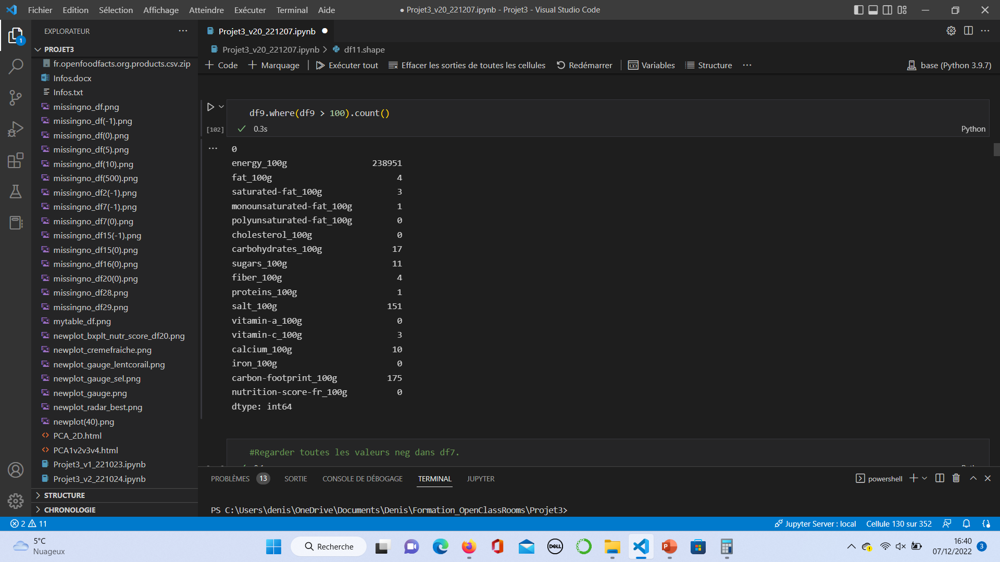 Fichier Edition Sélection Affichage Atteindre Exécuter Terminal Aide
● Projet3_v20_221207.ipynb - Projet3 - Visual Studio Code
EXPLORATEUR
1
PROJET3
fr.openfoodfacts.org.products.csv.zip
Infos.docx
Infos.txt
missingno_df.png
missingno_df(-1).png
missingno_df(0).png
missingno_df(5).png
missingno_df(10).png
missingno_df(500).png
missingno_df2(-1).png
missingno_df7(-1).png
missingno_df7(0).png
missingno_df15(-1).png
missingno_df15(0).png
missingno_df16(0).png
missingno_df20(0).png
missingno_df28.png
missingno_df29.png
mytable_df.png
newplot_bxplt_nutr_score_df20.png
newplot_cremefraiche.png
newplot_gauge_lentcorail.png
newplot_gauge_sel.png
newplot_gauge.png
newplot_radar_best.png
newplot(40).png
PCA_2D.html
PCA1v2v3v4.html
Projet3_v1_221023.ipynb
Projet3_v2_221024.ipynb
STRUCTURE
CHRONOLOGIE
Projet3_v20_221207.ipynb
Projet3_v20_221207.ipynb > df11.shape
+ Code + Marquage | Exécuter tout Effacer les sorties de toutes les cellules Redémarrer | Variables Structure ···
base (Python 3.9.7)
df9.where(df9 > 100).count()
[102] ✓ 0.3s
Python
0
energy_100g 238951
fat_100g 4
saturated-fat_100g 3
monounsaturated-fat_100g 1
polyunsaturated-fat_100g 0
cholesterol_100g 0
carbohydrates_100g 17
sugars_100g 11
fiber_100g 4
proteins_100g 1
salt_100g 151
vitamin-a_100g 0
vitamin-c_100g 3
calcium_100g 10
iron_100g 0
carbon-footprint_100g 175
nutrition-score-fr_100g 0
dtype: int64
#Regarder toutes les valeurs neg dans df7.
PROBLÈMES 13 SORTIE CONSOLE DE DÉBOGAGE TERMINAL JUPYTER
powershell
PS C:\Users\denis\OneDrive\Documents\Denis\Formation_OpenClassRooms\Projet3>
2 11
Jupyter Server : local Cellule 130 sur 352
5°C
Nuageux
Recherche
DELL
16:40
07/12/2022
3